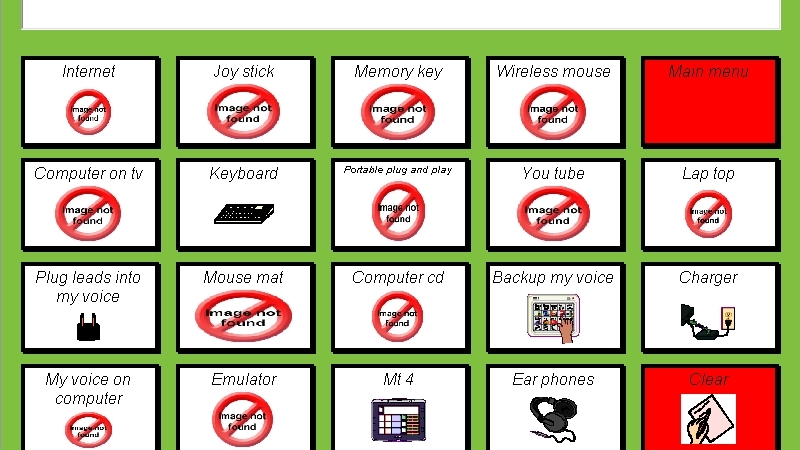 Internet
Image not
found
Joy stick
Image not
found
Memory key
Image not
found
Wireless mouse
Image not
found
Main menu
Computer on tv
Image not
found
Keyboard
Portable plug and play
Image not
found
You tube
Image not
found
Lap top
Image not
found
Plug leads into
my voice
Mouse mat
Image not
found
Computer cd
Image not
found
Backup my voice
Charger
My voice on
computer
Image not
found
Emulator
Image not
found
Mt 4
Ear phones
Clear